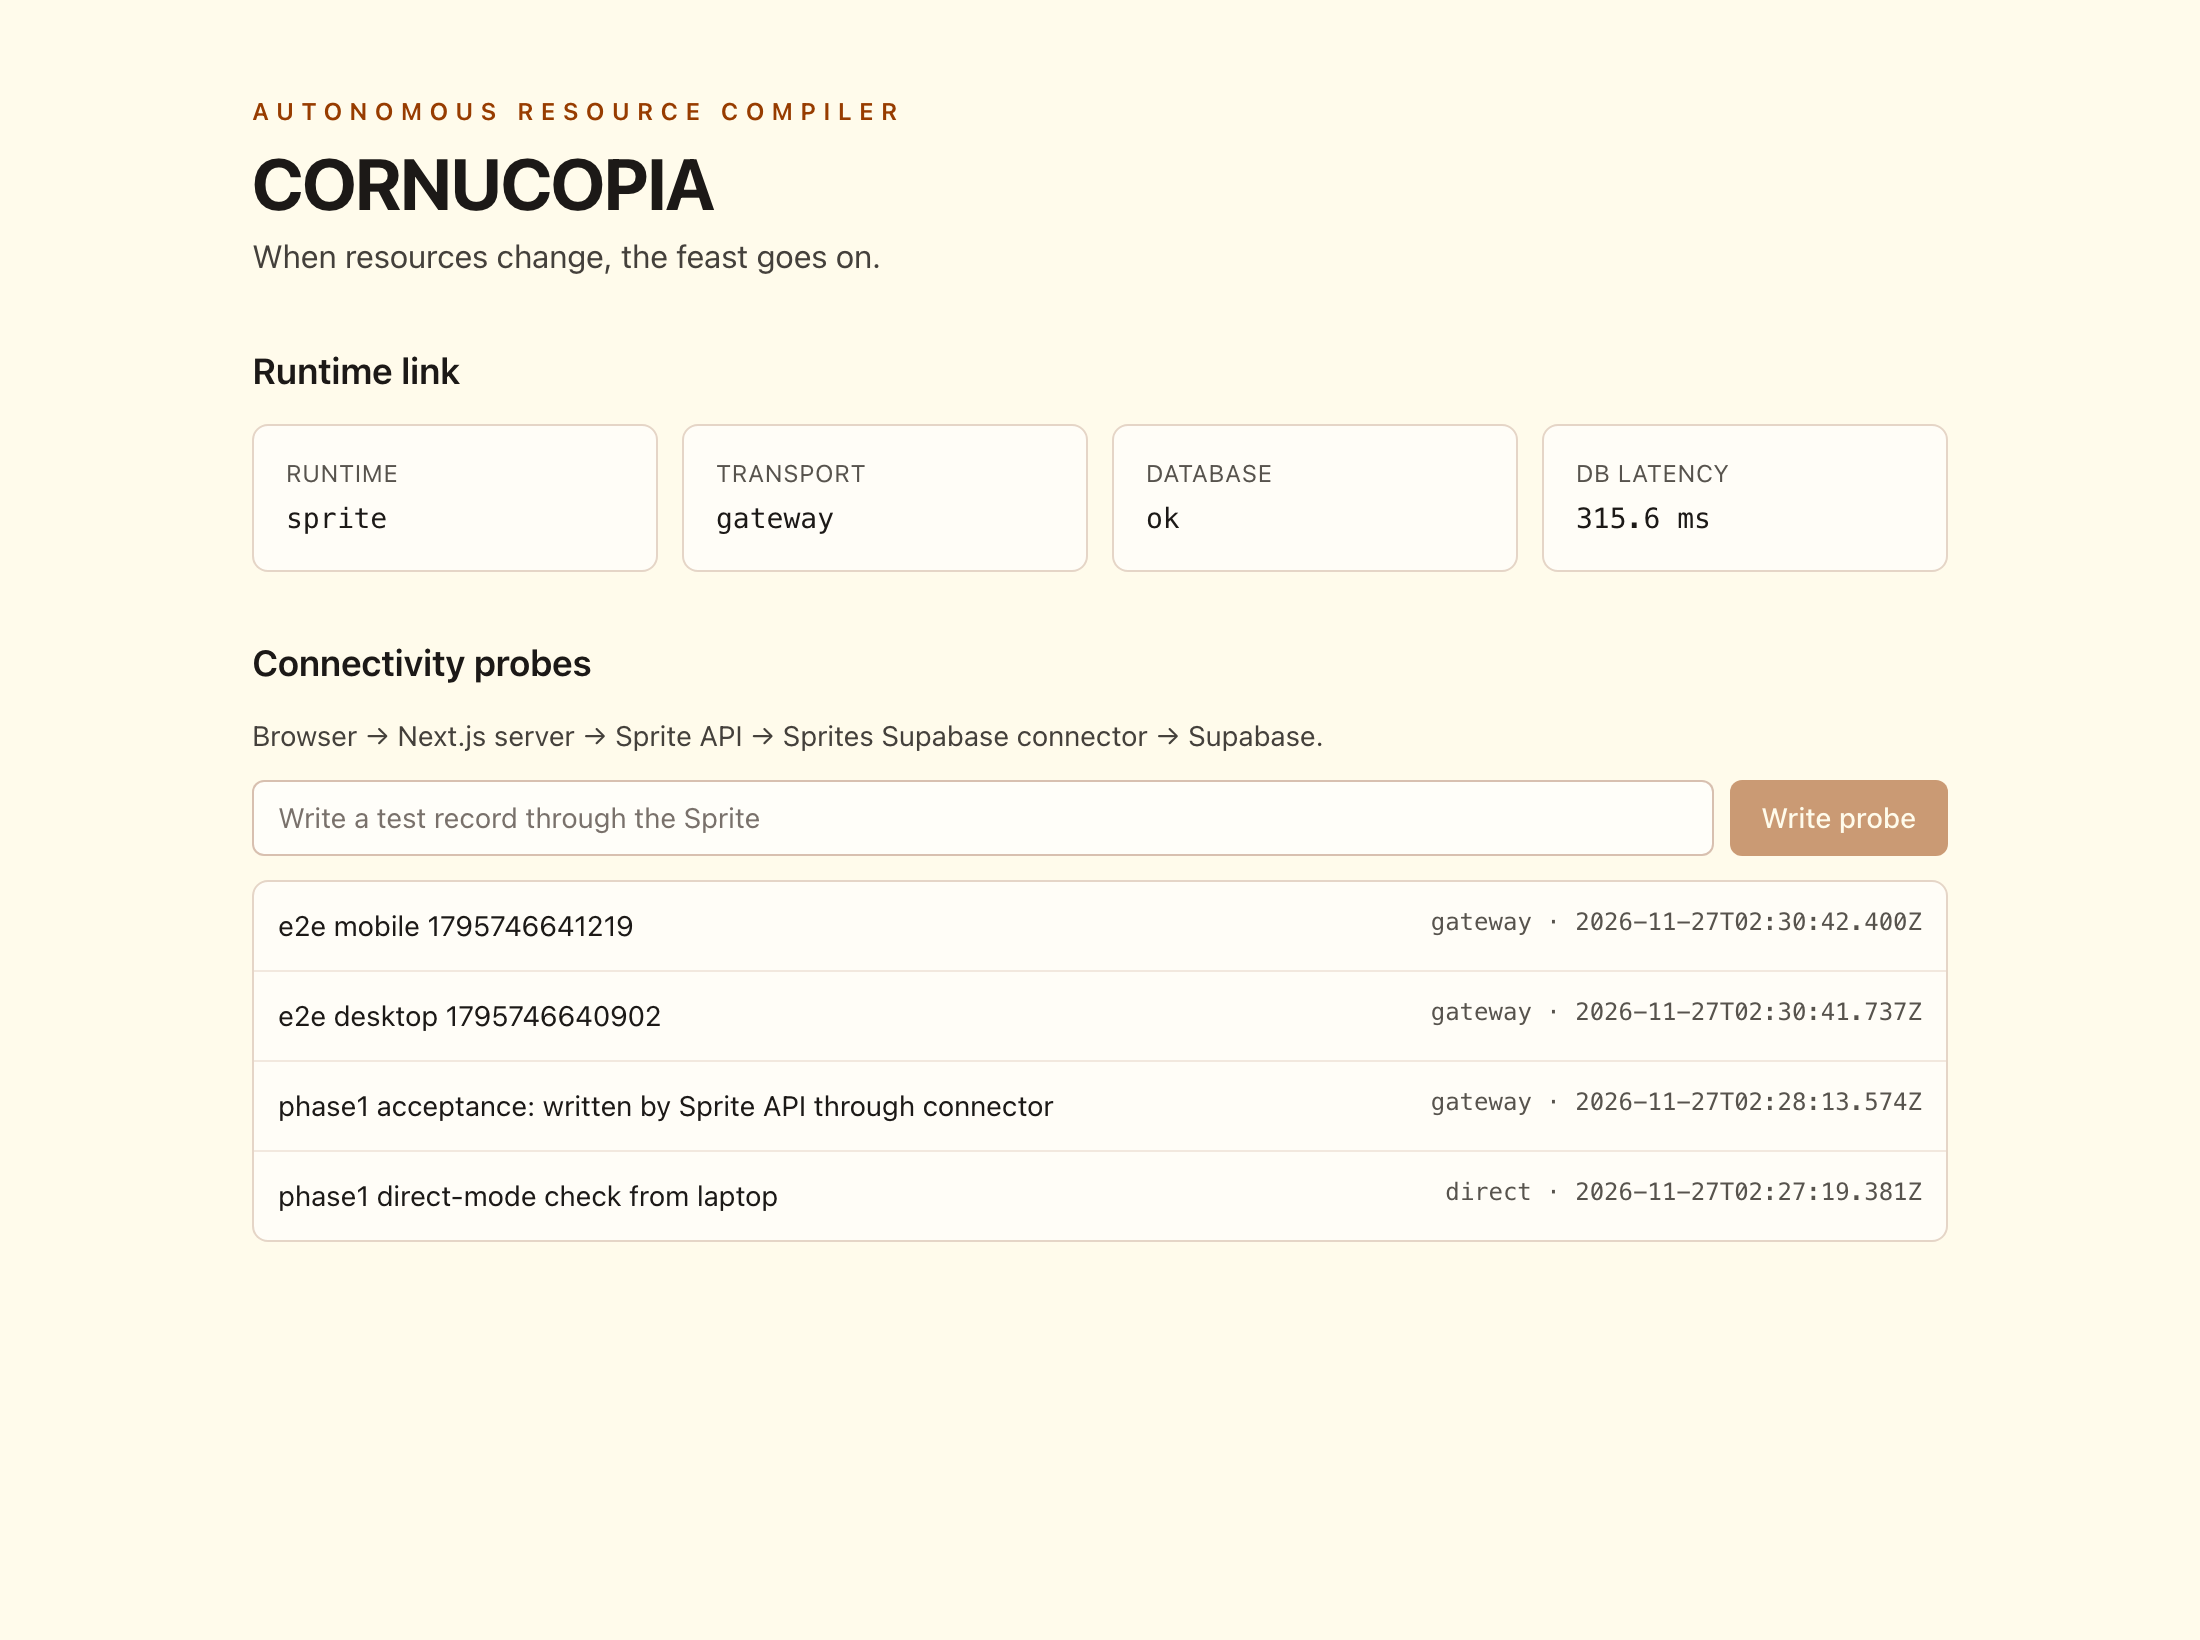 AUTONOMOUS RESOURCE COMPILER
CORNUCOPIA
When resources change, the feast goes on.
Runtime link
RUNTIME
sprite
TRANSPORT
gateway
DATABASE
ok
DB LATENCY
315.6 ms
Connectivity probes
Browser → Next.js server → Sprite API → Sprites Supabase connector → Supabase.
Write a test record through the Sprite
Write probe
e2e mobile 1795746641219
gateway · 2026-11-27T02:30:42.400Z
e2e desktop 1795746640902
gateway · 2026-11-27T02:30:41.737Z
phase1 acceptance: written by Sprite API through connector
gateway · 2026-11-27T02:28:13.574Z
phase1 direct-mode check from laptop
direct · 2026-11-27T02:27:19.381Z